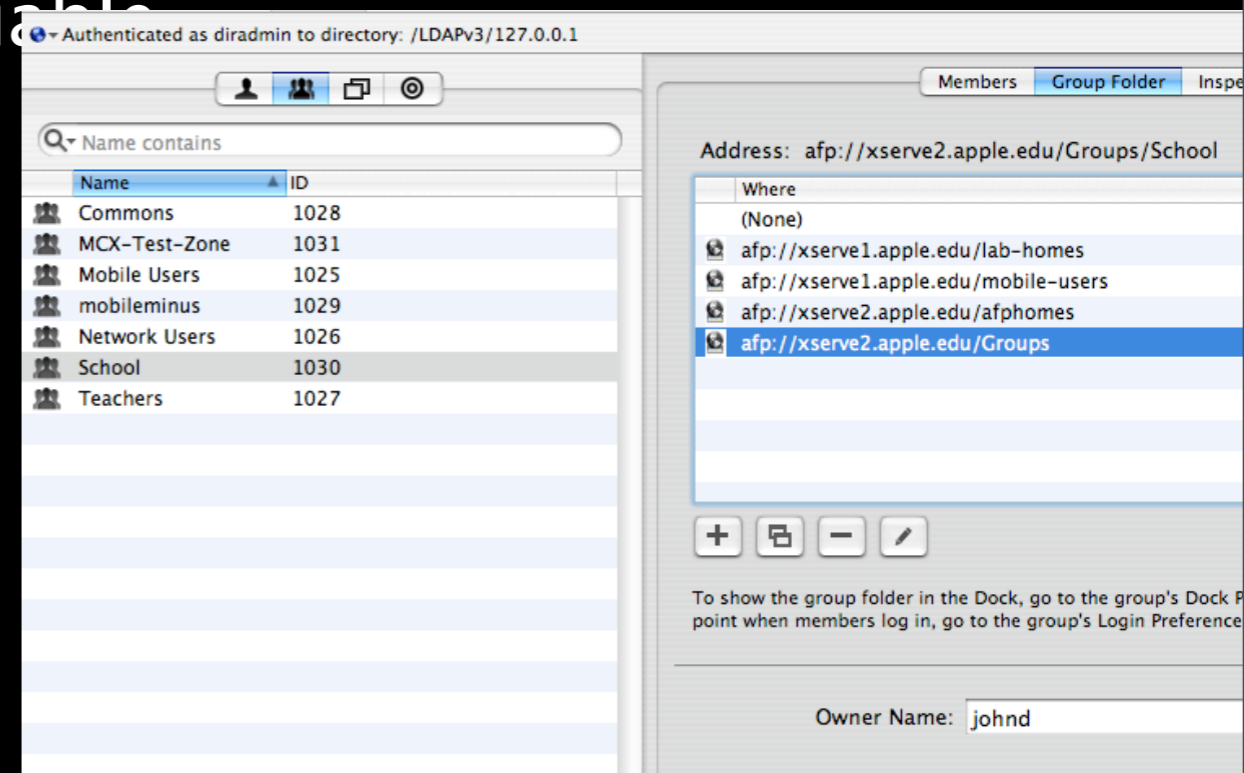 Authenticated as diradmin to directory: /LDAPv3/127.0.0.1
Name contains
Name ID
Commons 1028
MCX-Test-Zone 1031
Mobile Users 1025
mobileminus 1029
Network Users 1026
School 1030
Teachers 1027
Members Group Folder Inspe
Address: afp://xserve2.apple.edu/Groups/School
Where
(None)
afp://xserve1.apple.edu/lab-homes
afp://xserve1.apple.edu/mobile-users
afp://xserve2.apple.edu/afphomes
afp://xserve2.apple.edu/Groups
To show the group folder in the Dock, go to the group's Dock P
point when members log in, go to the group's Login Preference
Owner Name: johnd